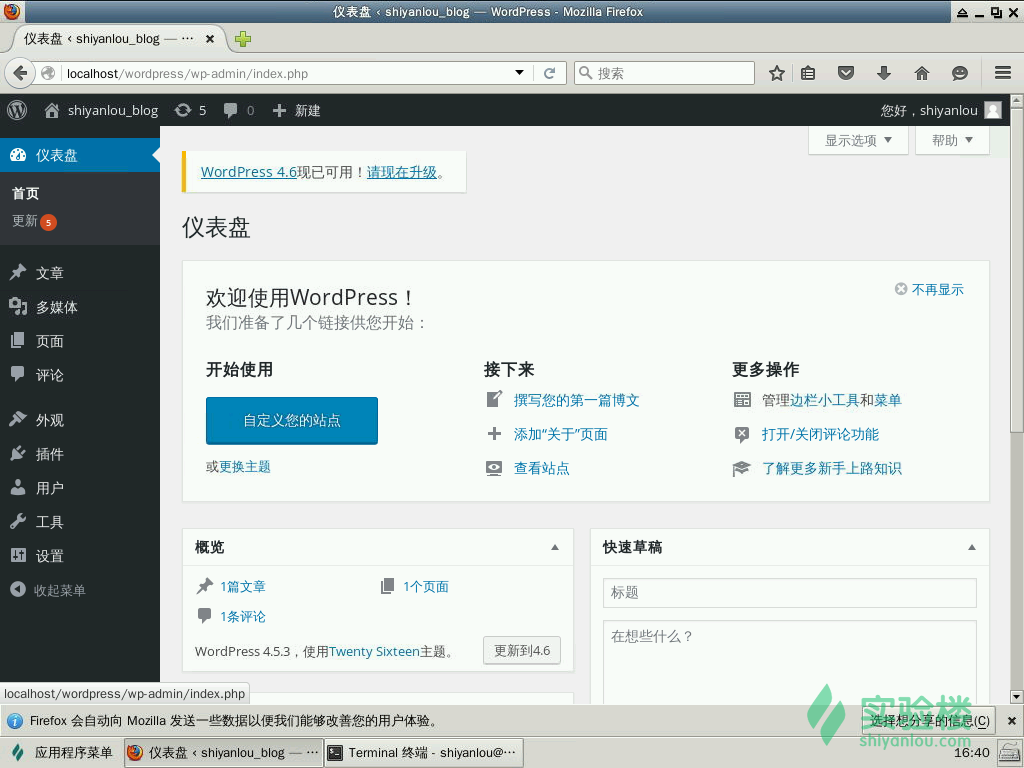 仪表盘 ‹ shiyanlou_blog — WordPress - Mozilla Firefox
仪表盘 ‹ shiyanlou_blog — ···
localhost/wordpress/wp-admin/index.php
搜索
shiyanlou_blog 5 0 新建 您好，shiyanlou
显示选项 帮助
仪表盘
首页
更新 5
文章
多媒体
页面
评论
外观
插件
用户
工具
设置
收起菜单
WordPress 4.6现已可用！请现在升级。
仪表盘
欢迎使用WordPress！
不再显示
我们准备了几个链接供您开始：
开始使用
自定义您的站点
或更换主题
接下来
撰写您的第一篇博文
添加“关于”页面
查看站点
更多操作
管理边栏小工具和菜单
打开/关闭评论功能
了解更多新手上路知识
概览
1篇文章
1个页面
1条评论
WordPress 4.5.3，使用Twenty Sixteen主题。
更新到4.6
快速草稿
标题
在想些什么？
localhost/wordpress/wp-admin/index.php
Firefox 会自动向 Mozilla 发送一些数据以便我们能够改善您的用户体验。
选择想分享的信息(C)
实验楼
shiyanlou.com
应用程序菜单
仪表盘 ‹ shiyanlou_blog — ···
Terminal 终端 - shiyanlou@···
16:40